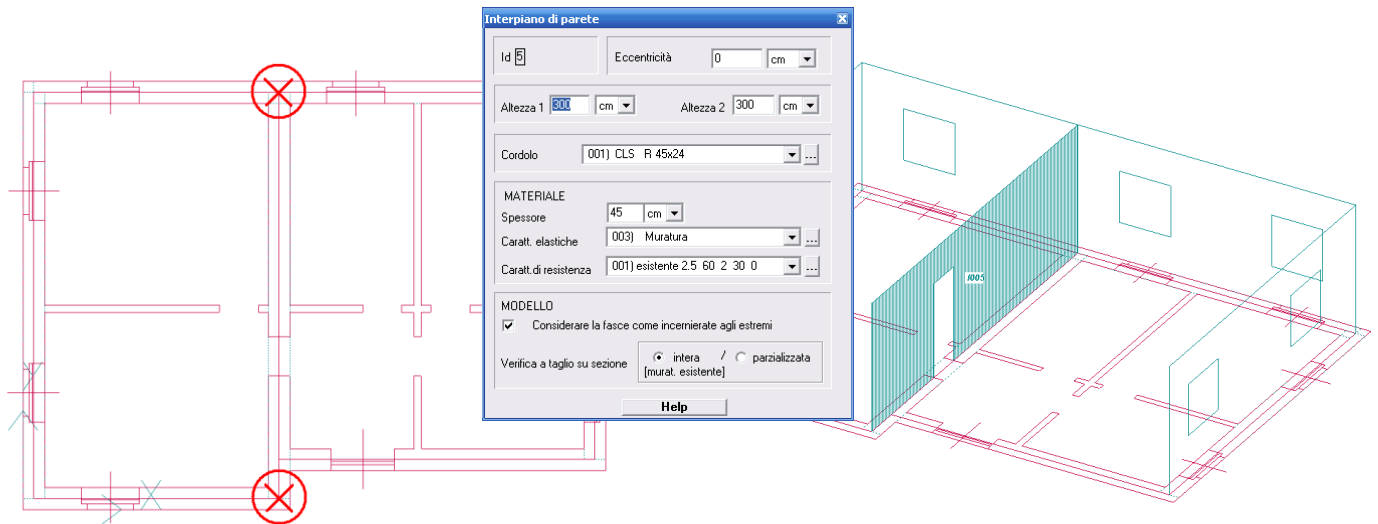 Interpiano di parete
Id 5 Eccentricità 0 cm
Altezza 1 300 cm Altezza 2 300 cm
Cordolo 001) CLS R 45x24 ...
MATERIALE
Spessore 45 cm
Caratt. elastiche 003) Muratura ...
Caratt.di resistenza 001) esistente 2.5 60 2 30 0 ...
MODELLO
Considerare la fasce come incernierate agli estremi
Verifica a taglio su sezione intera / parzializzata
[murat. esistente]
Help
1005